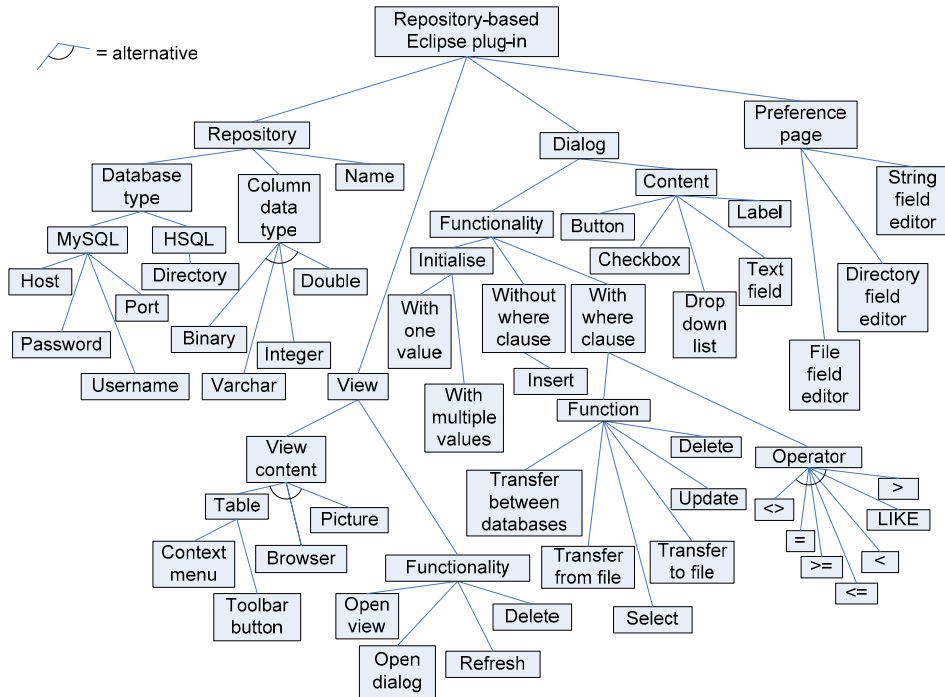 Repository-based
Eclipse plug-in
= alternative
Repository
Dialog
Preference
page
Database
type
Column
data
type
Name
Functionality
Content
String
field
editor
MySQL
HSQL
Host
Port
Directory
Double
Password
Username
Binary
Varchar
Integer
Initialise
With
one
value
With
multiple
values
Without
where
clause
Insert
With
where
clause
Button
Checkbox
Drop
down
list
Text
field
Label
Directory
field
editor
File
field
editor
View
View
content
Table
Picture
Context
menu
Browser
Toolbar
button
Functionality
Open
view
Open
dialog
Refresh
Delete
Function
Transfer
between
databases
Transfer
from file
Select
Transfer
to file
Update
Delete
Operator
<>
=
>=
<=
<
LIKE
>